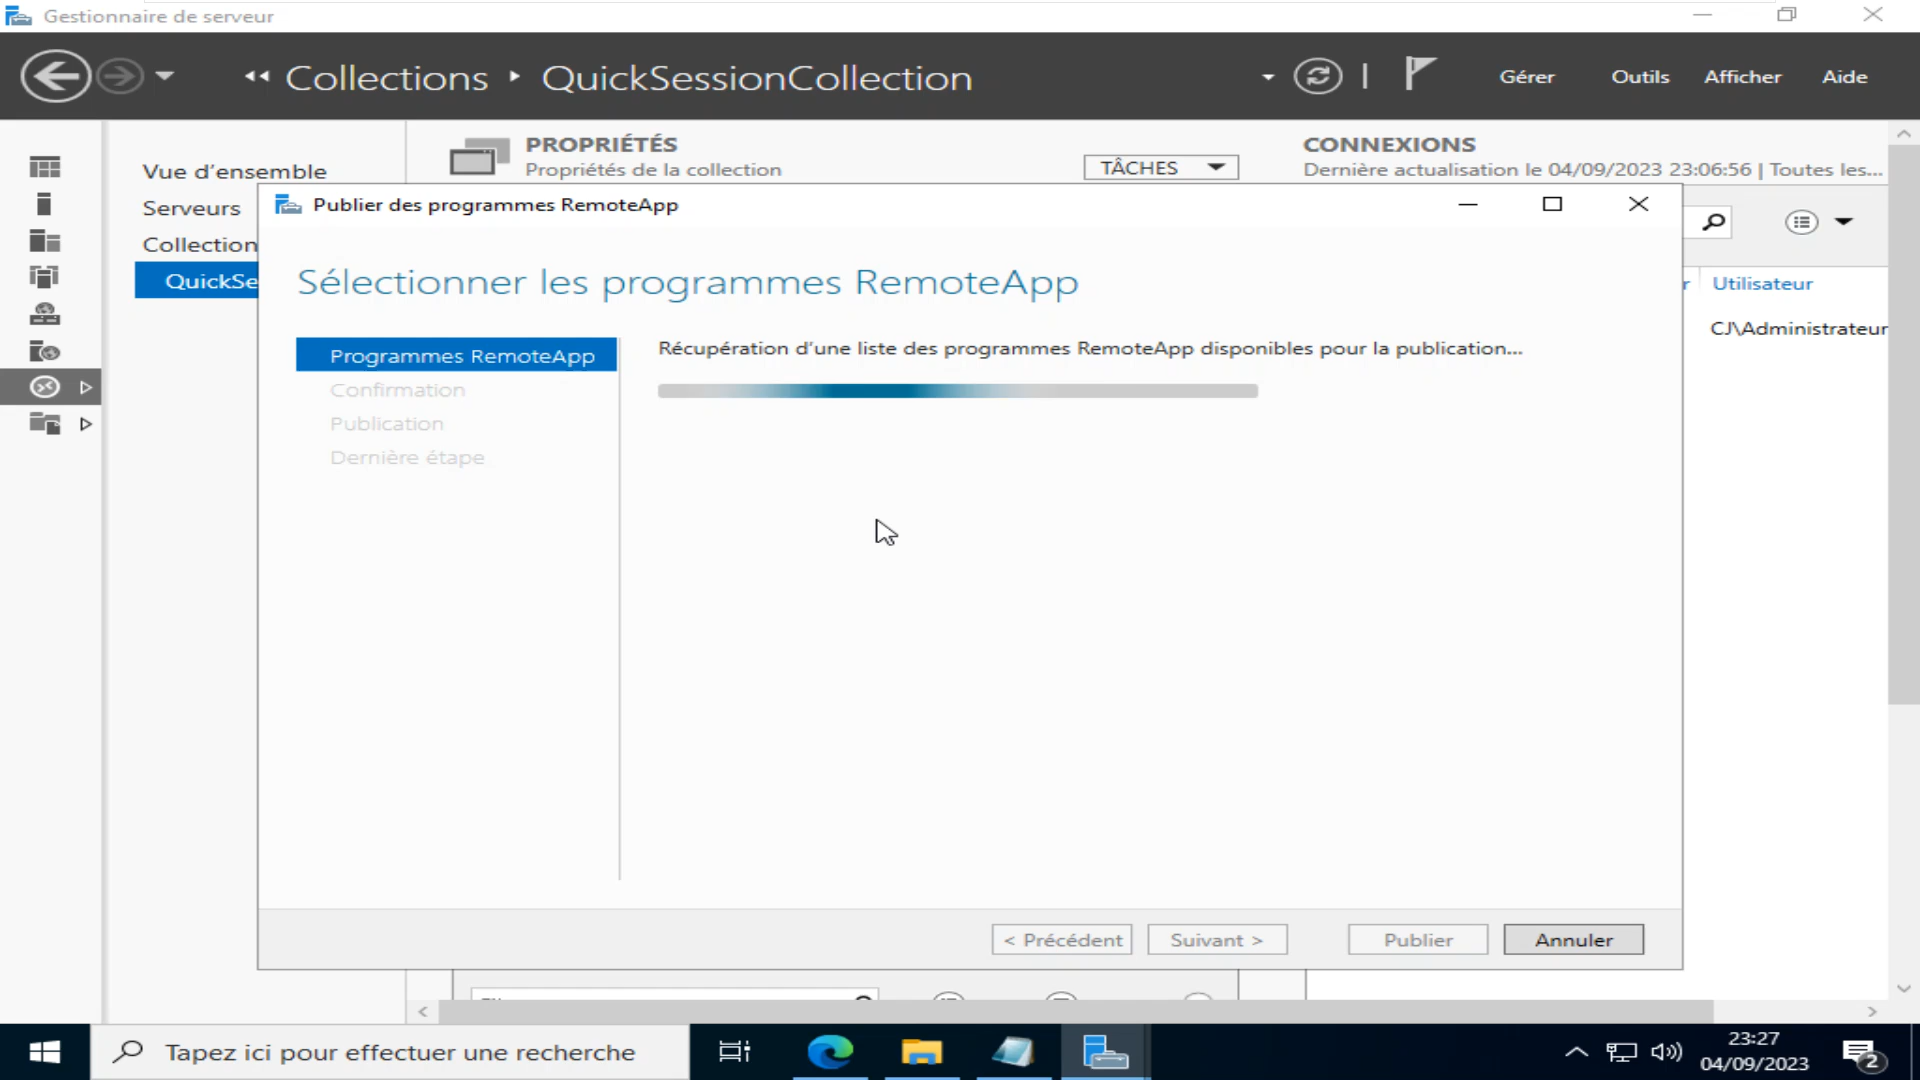 Gestionnaire de serveur
Collections
QuickSessionCollection
Gérer
Outils
Afficher
Aide
Vue d'ensemble
Serveurs
Collection
QuickSe
PROPRIÉTÉS
Propriétés de la collection
TÂCHES
CONNEXIONS
Dernière actualisation le 04/09/2023 23:06:56 | Toutes les...
Utilisateur
CJ\Administrateur
Publier des programmes RemoteApp
Sélectionner les programmes RemoteApp
Programmes RemoteApp
Confirmation
Publication
Dernière étape
Récupération d'une liste des programmes RemoteApp disponibles pour la publication...
< Précédent
Suivant >
Publier
Annuler
Tapez ici pour effectuer une recherche
23:27
04/09/2023
2